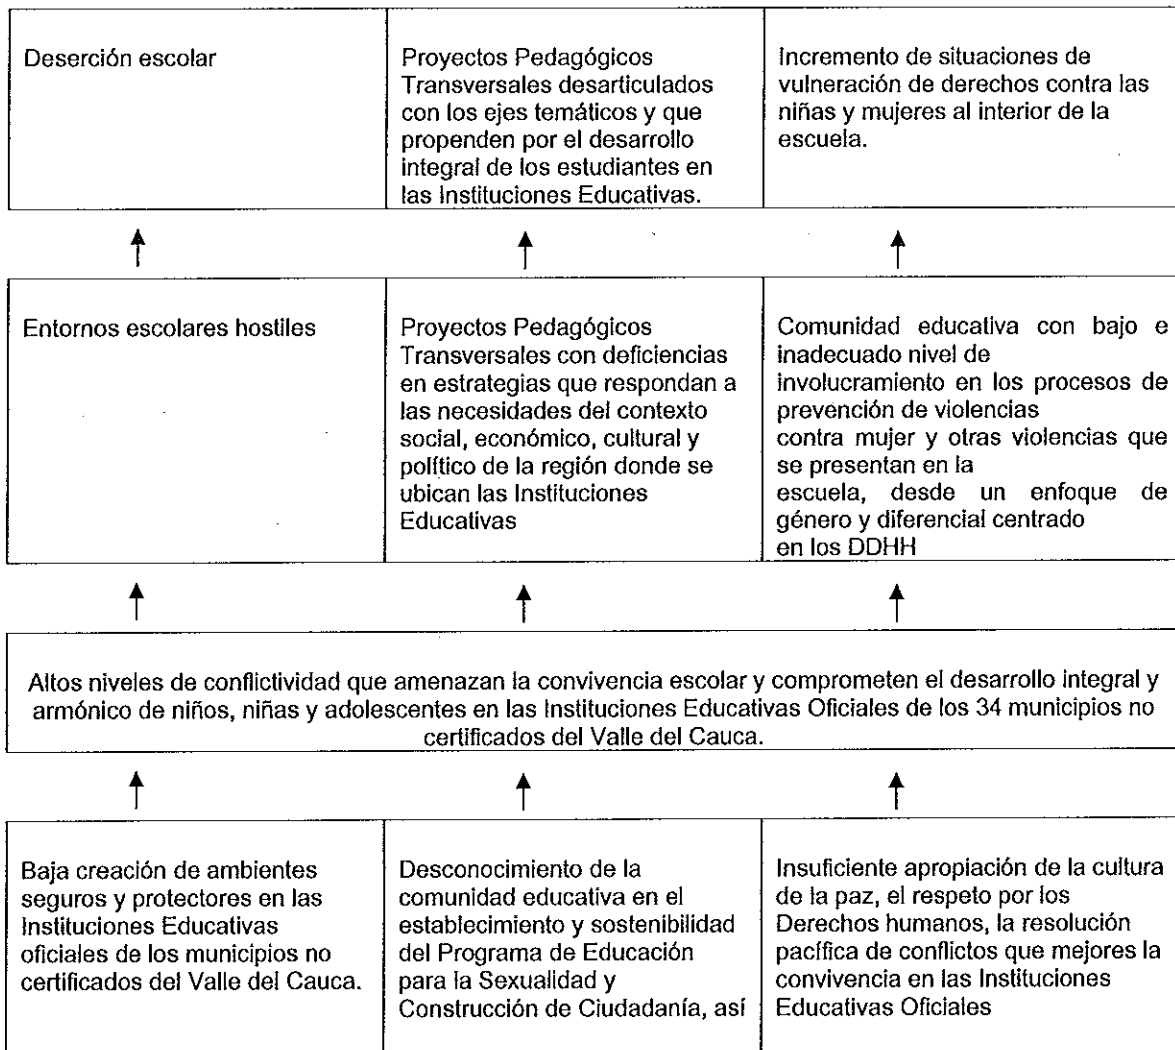 Deserción escolar
Proyectos Pedagógicos
Transversales desarticulados
con los ejes temáticos y que
propenden por el desarrollo
integral de los estudiantes en
las Instituciones Educativas.
Incremento de situaciones de
vulneración de derechos contra las
niñas y mujeres al interior de la
escuela.
Entornos escolares hostiles
Proyectos Pedagógicos
Transversales con deficiencias
en estrategias que respondan a
las necesidades del contexto
social, económico, cultural y
político de la región donde se
ubican las Instituciones
Educativas
Comunidad educativa con bajo e
inadecuado nivel de
involucramiento en los procesos de
prevención de violencias
contra mujer y otras violencias que
se presentan en la
escuela, desde un enfoque de
género y diferencial centrado
en los DDHH
Altos niveles de conflictividad que amenazan la convivencia escolar y comprometen el desarrollo integral y
armónico de niños, niñas y adolescentes en las Instituciones Educativas Oficiales de los 34 municipios no
certificados del Valle del Cauca.
Baja creación de ambientes
seguros y protectores en las
Instituciones Educativas
oficiales de los municipios no
certificados del Valle del Cauca.
Desconocimiento de la
comunidad educativa en el
establecimiento y sostenibilidad
del Programa de Educación
para la Sexualidad y
Construcción de Ciudadanía, así
Insuficiente apropiación de la cultura
de la paz, el respeto por los
Derechos humanos, la resolución
pacífica de conflictos que mejores la
convivencia en las Instituciones
Educativas Oficiales